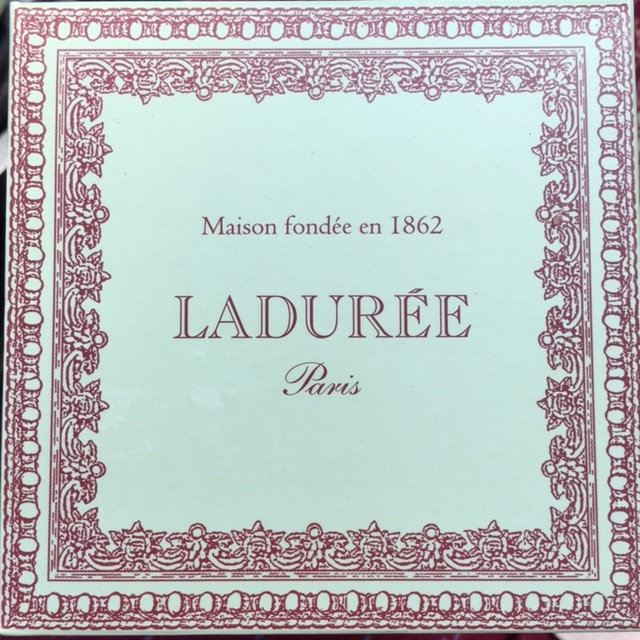 Maison fondée en 1862
LADURÉE
Paris